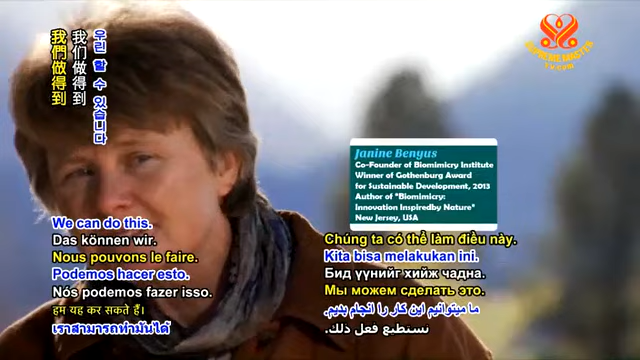 我們做得到
我们做得到
우린 할 수 있습니다
SUPREME MASTER
TV.COM
Janine Benyus
Co-Founder of Biomimicry Institute
Winner of Gothenburg Award
for Sustainable Development, 2013
Author of "Biomimicry:
Innovation Inspiredby Nature"
New Jersey, USA
We can do this.
Das können wir.
Nous pouvons le faire.
Podemos hacer esto.
Nós podemos fazer isso.
हम यह कर सकते हैं।
เราสามารถทำมันได้
Chúng ta có thể làm điều này.
Kita bisa melakukan ini.
Бид үүнийг хийж чадна.
Мы можем сделать это.
ما میتوانیم این کار را انجام بدیم.
نستطيع فعل ذلك.